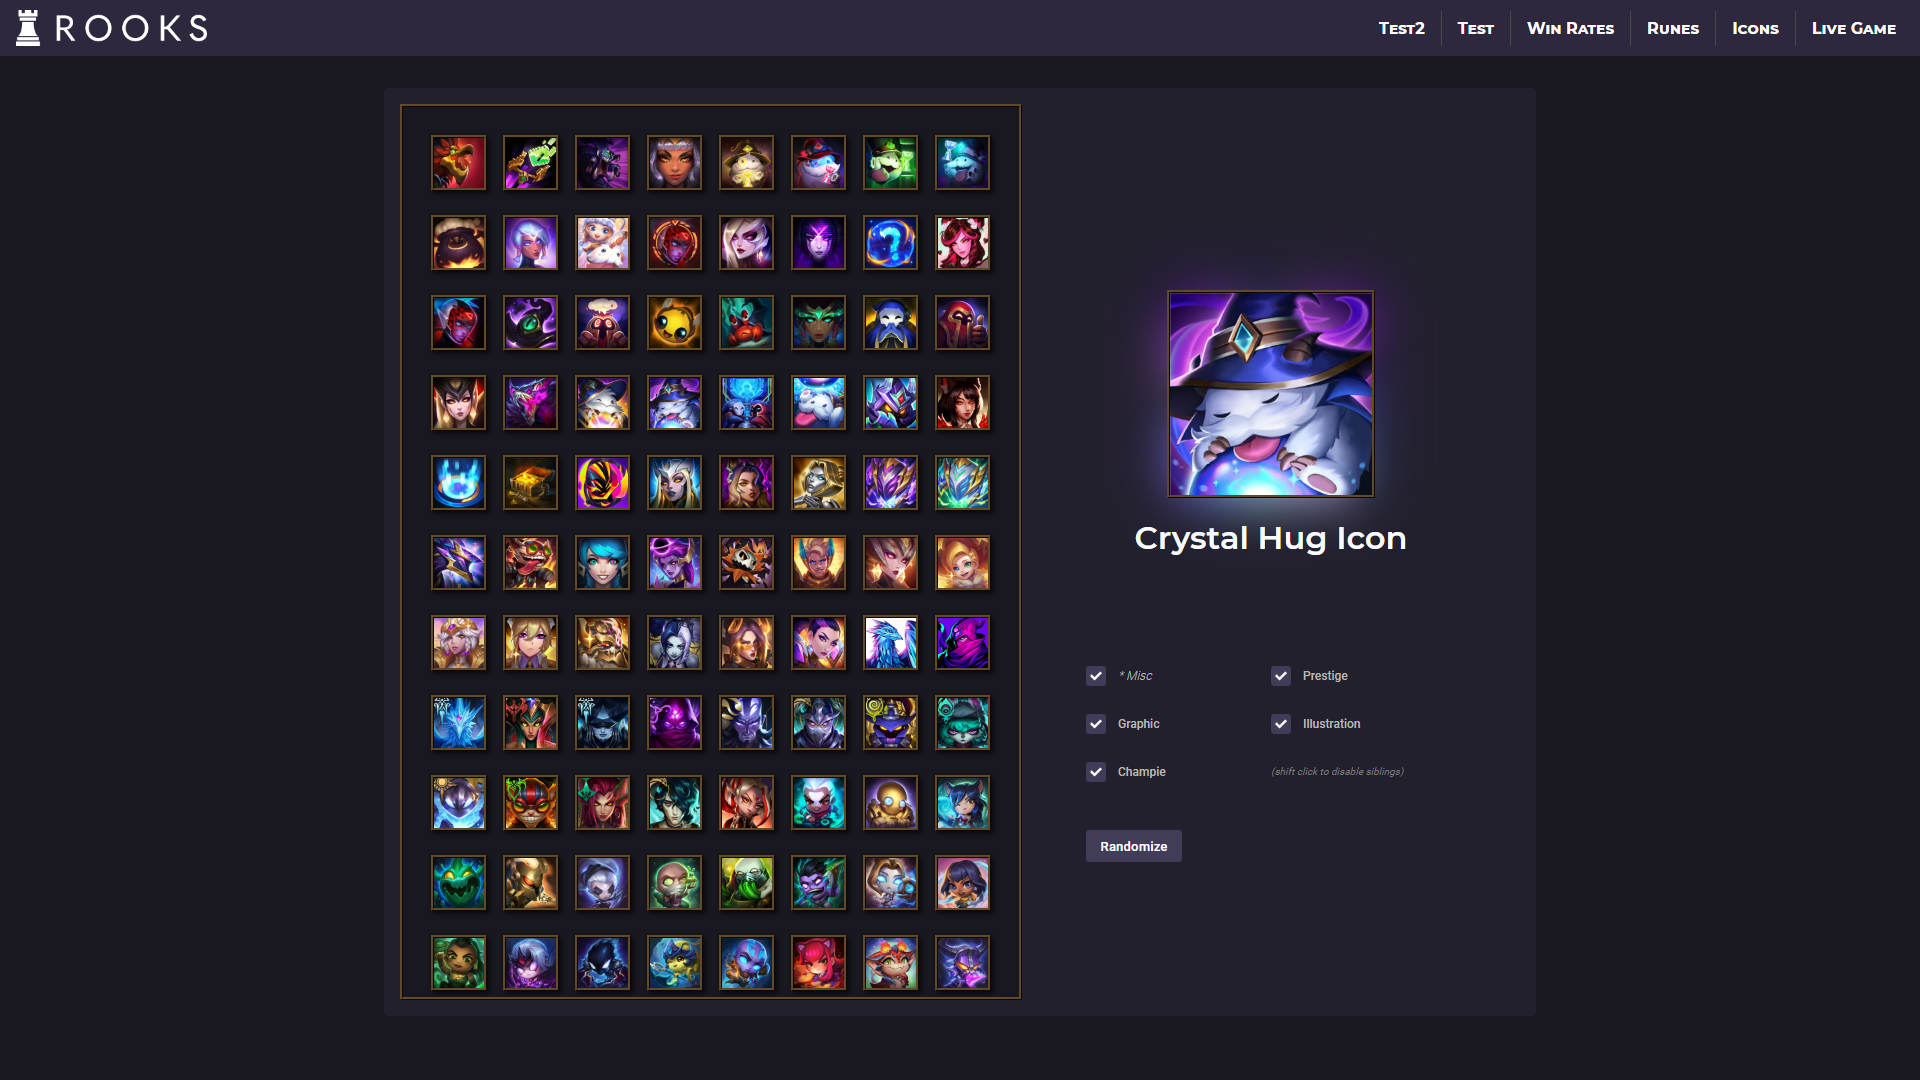 ROOKS
Test2
Test
Win Rates
Runes
Icons
Live Game
Crystal Hug Icon
* Misc
Prestige
Graphic
Illustration
Champie
(shift click to disable siblings)
Randomize